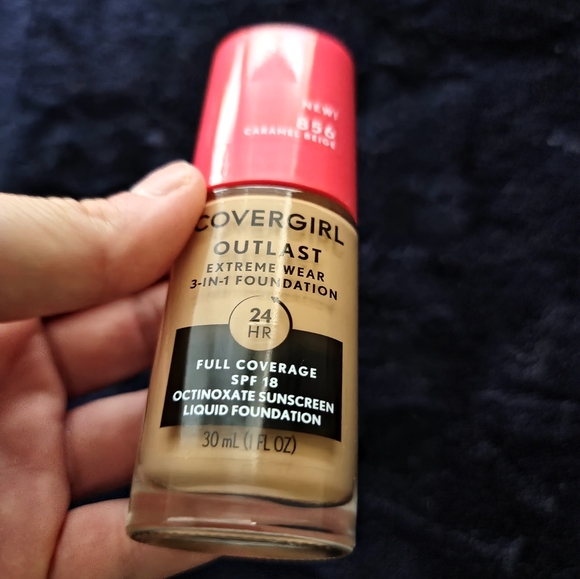 NEW!
856
CARAMEL BEIGE
COVERGIRL
OUTLAST
EXTREME WEAR
3-IN-1 FOUNDATION
24
HR
FULL COVERAGE
SPF 18
OCTINOXATE SUNSCREEN
LIQUID FOUNDATION
30 mL (1 FL OZ)